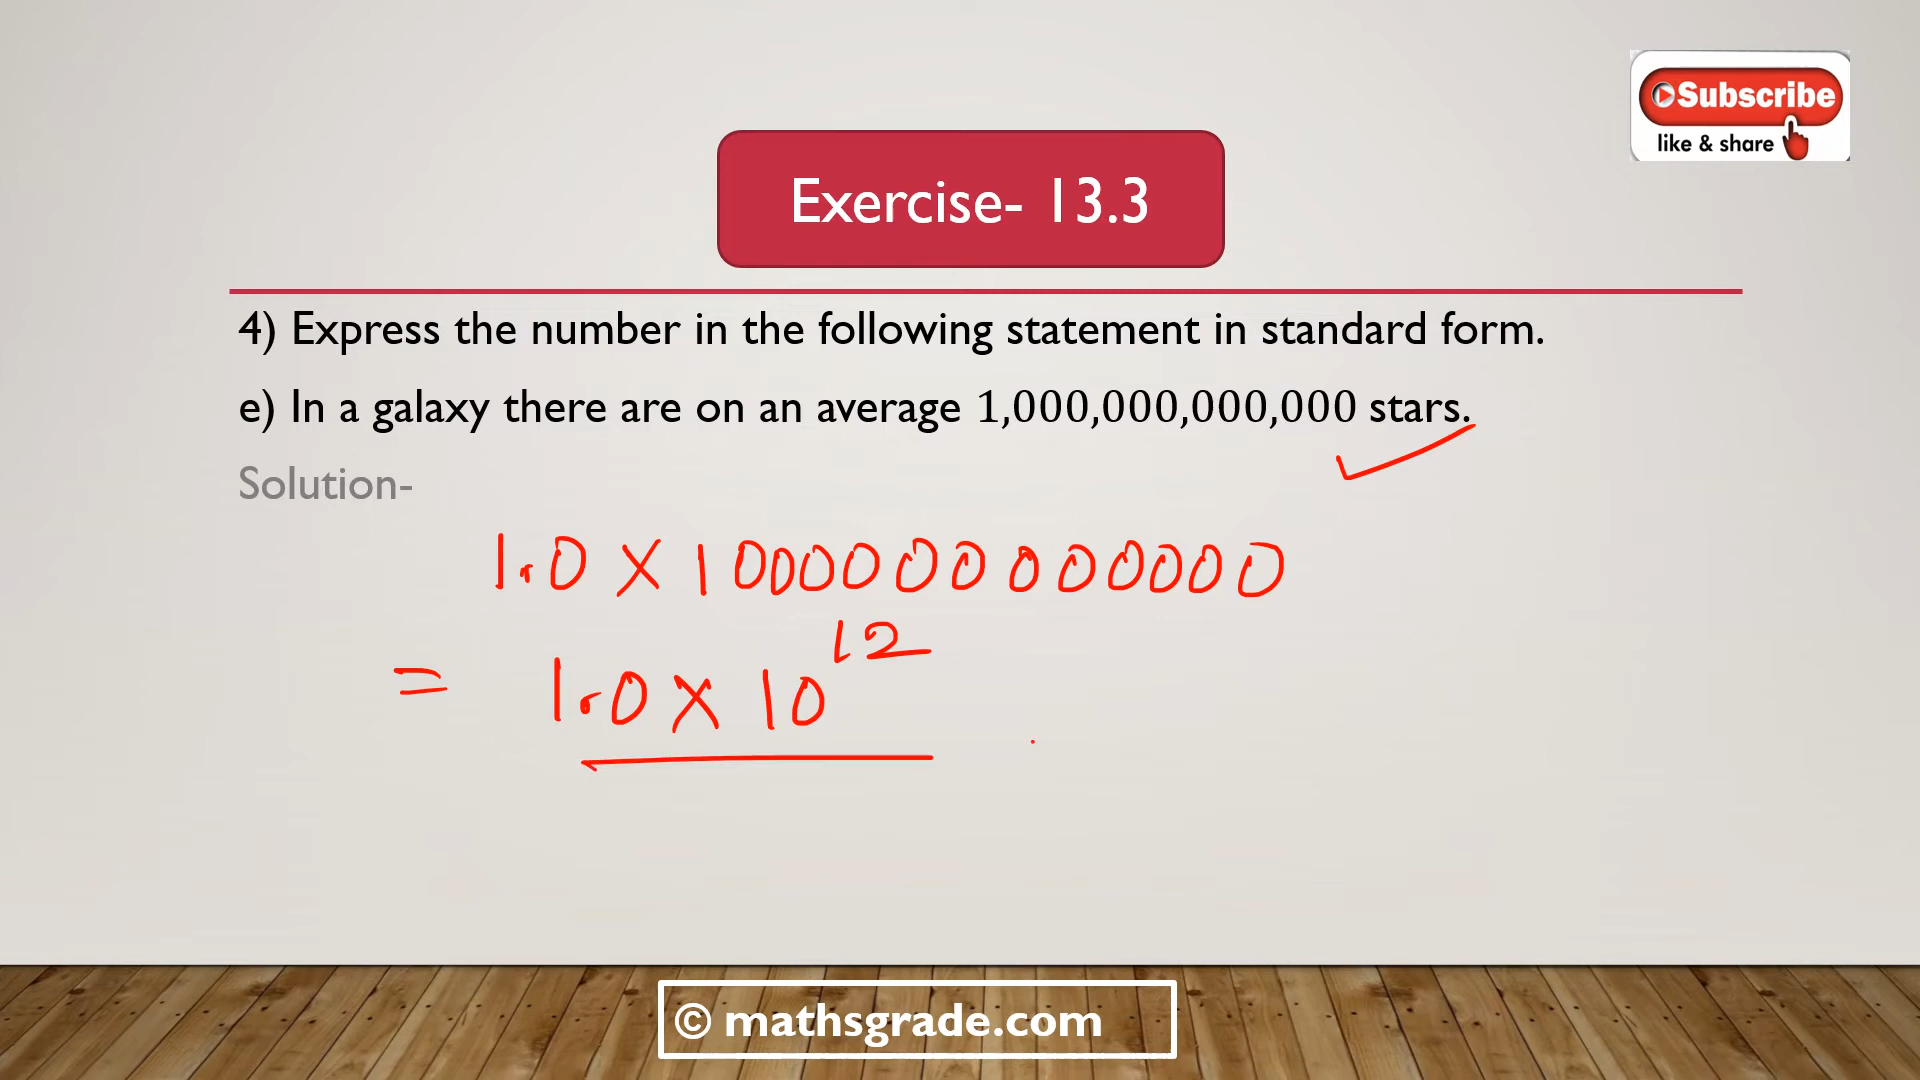 Subscribe
like & share
Exercise- 13.3
4) Express the number in the following statement in standard form.
e) In a galaxy there are on an average 1,000,000,000,000 stars.
Solution-
1.0 × 1000000000000
= 1.0 × 10¹²
© mathsgrade.com